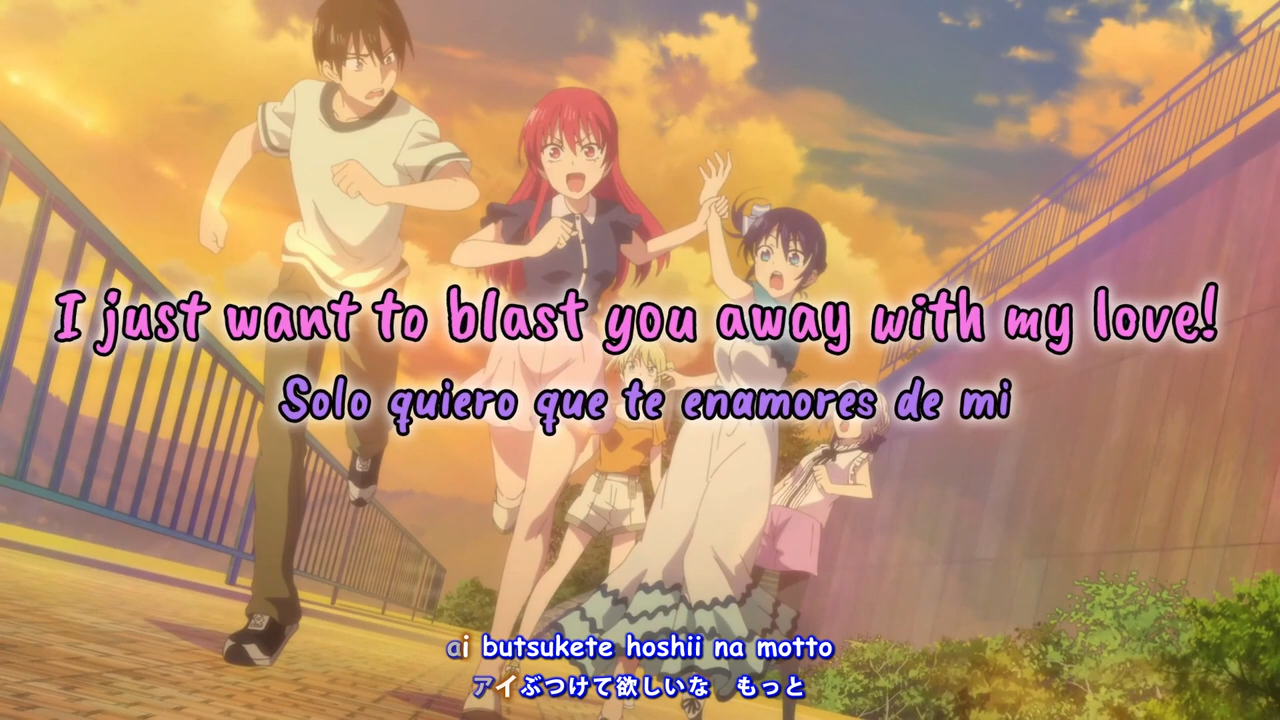 I just want to blast you away with my love!
Solo quiero que te enamores de mi
ai butsukete hoshii na motto
アイぶつけて欲しいな　もっと